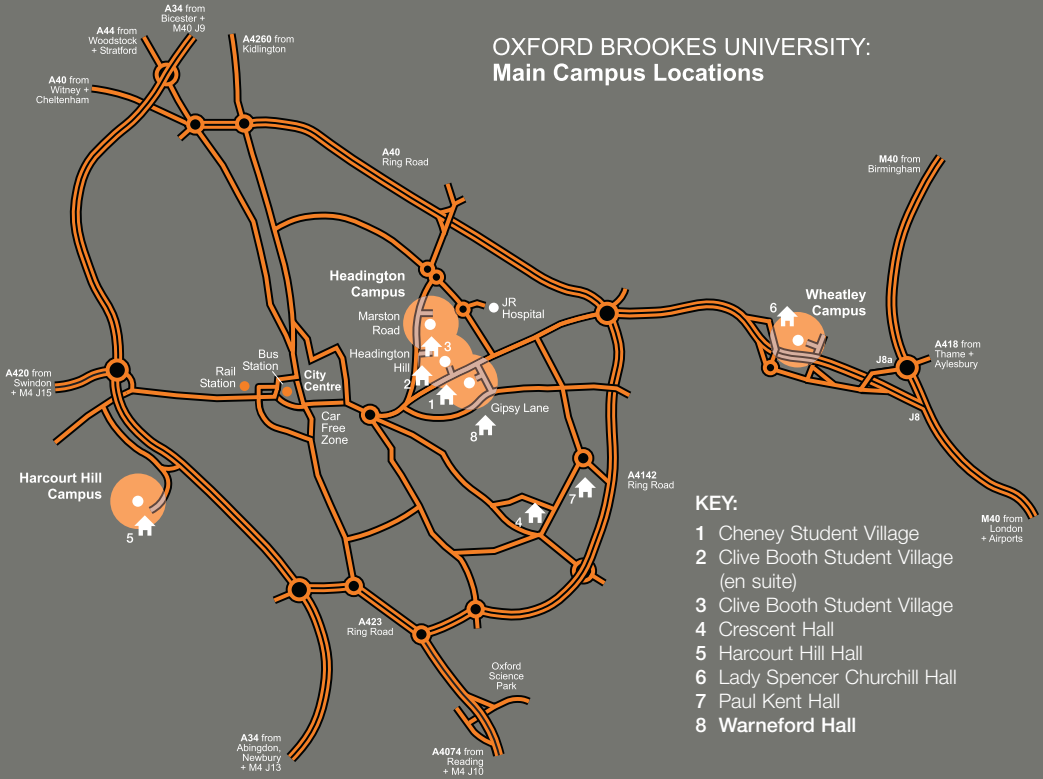 A34 from
Bicester +
M40 J9
A44 from
Woodstock
+ Stratford
A4260 from
Kidlington
OXFORD BROOKES UNIVERSITY:
Main Campus Locations
A40 from
Witney +
Cheltenham
A40
Ring Road
M40 from
Birmingham
Headington
Campus
Marston
Road
JR
Hospital
6
Wheatley
Campus
3
Headington
Hill
2
1
Gipsy Lane
8
Bus
Station
Rail
Station
City
Centre
Car
Free
Zone
J8a
A418 from
Thame +
Aylesbury
J8
A420 from
Swindon
+ M4 J15
Harcourt Hill
Campus
5
A4142
Ring Road
7
4
M40 from
London
+ Airports
KEY:
1 Cheney Student Village
2 Clive Booth Student Village
(en suite)
3 Clive Booth Student Village
4 Crescent Hall
5 Harcourt Hill Hall
6 Lady Spencer Churchill Hall
7 Paul Kent Hall
8 Warneford Hall
A423
Ring Road
Oxford
Science
Park
A34 from
Abingdon,
Newbury
+ M4 J13
A4074 from
Reading
+ M4 J10